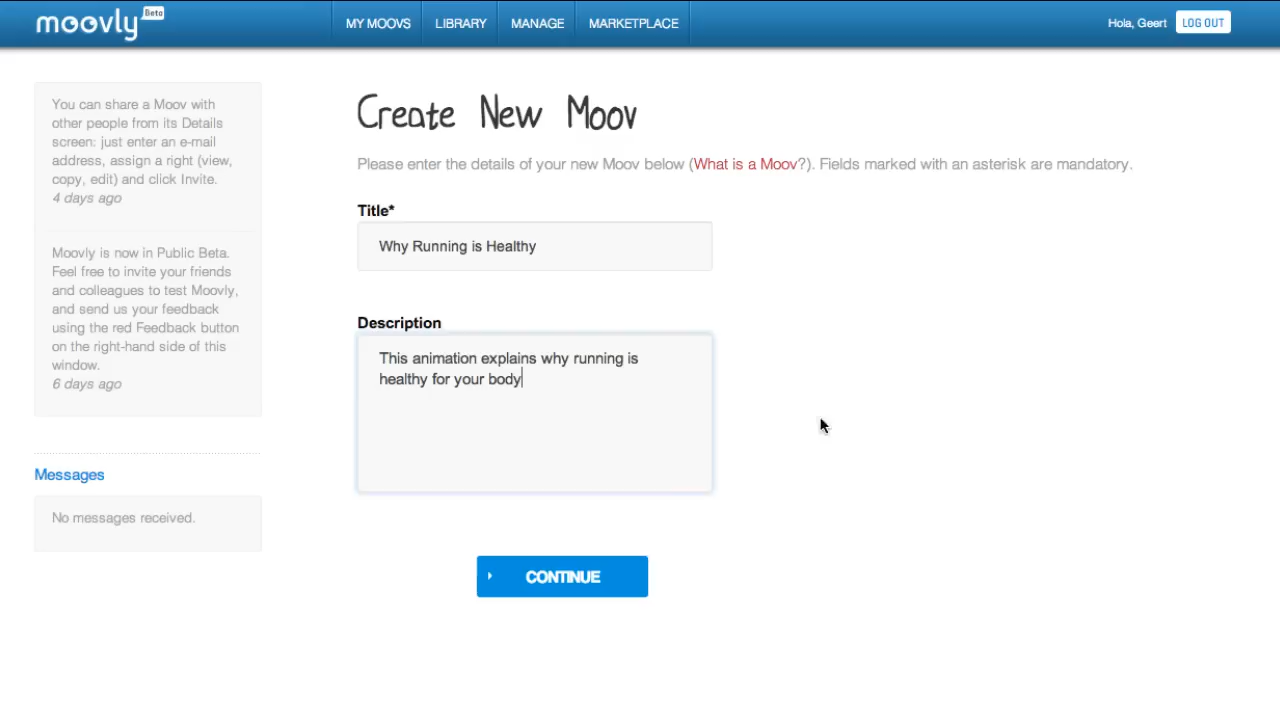 moovly Beta
MY MOOVS LIBRARY MANAGE MARKETPLACE
Hola, Geert LOG OUT
You can share a Moov with
other people from its Details
screen: just enter an e-mail
address, assign a right (view,
copy, edit) and click Invite.
4 days ago
Moovly is now in Public Beta.
Feel free to invite your friends
and colleagues to test Moovly,
and send us your feedback
using the red Feedback button
on the right-hand side of this
window.
6 days ago
Messages
No messages received.
Create New Moov
Please enter the details of your new Moov below (What is a Moov?). Fields marked with an asterisk are mandatory.
Title*
Why Running is Healthy
Description
This animation explains why running is
healthy for your body
CONTINUE